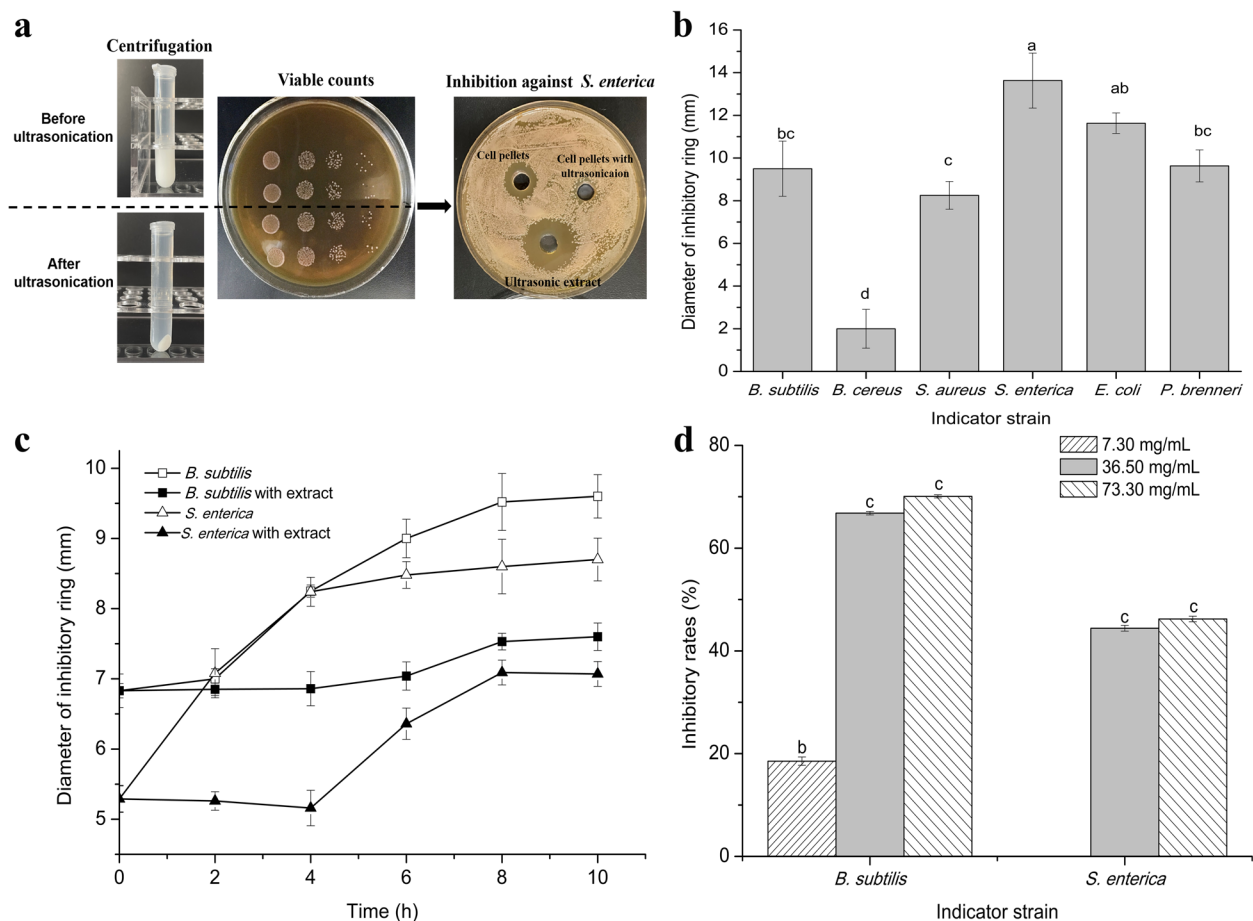 a
Centrifugation
Viable counts
Inhibition against S. enterica
Before
ultrasonication
After
ultrasonication
Cell pellets
Cell pellets with
ultrasonicaion
Ultrasonic extract
b
Diameter of inhibitory ring (mm)
16
14
12
10
8
6
4
2
0
bc
d
c
a
ab
bc
B. subtilis
B. cereus
S. aureus
S. enterica
E. coli
P. brenneri
Indicator strain
c
Diameter of inhibitory ring (mm)
10
9
8
7
6
5
B. subtilis
B. subtilis with extract
S. enterica
S. enterica with extract
0
2
4
6
8
10
Time (h)
d
Inhibitory rates (%)
80
60
40
20
0
7.30 mg/mL
36.50 mg/mL
73.30 mg/mL
b
c
c
c
c
B. subtilis
S. enterica
Indicator strain